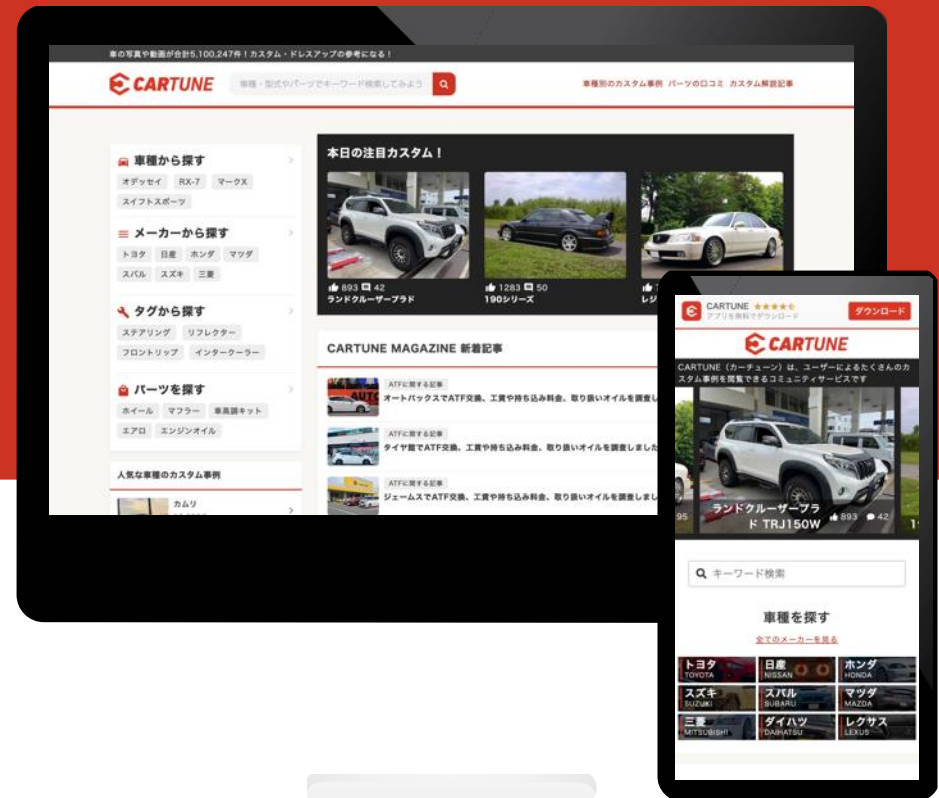 車の写真や動画が合計5,100,247件！カスタム・ドレスアップの参考になる！
CARTUNE
車種・型式やパーツでキーワード検索してみよう
車種別のカスタム事例 パーツの口コミ カスタム解説記事
車種から探す
オデッセイ RX-7 マークX
スイフトスポーツ
メーカーから探す
トヨタ 日産 ホンダ マツダ
スバル スズキ 三菱
タグから探す
ステアリング リフレクター
フロントリップ インタークーラー
パーツを探す
ホイール マフラー 車高調キット
エアロ エンジンオイル
人気な車種のカスタム事例
カムリ
本日の注目カスタム！
893 42
ランドクルーザープラド
1283 50
190シリーズ
レジ
CARTUNE MAGAZINE 新着記事
ATFに関する記事
オートバックスでATF交換、工賃や持ち込み料金、取り扱いオイルを調査し
ATFに関する記事
タイヤ館でATF交換。工賃や持ち込み料金、取り扱いオイルを調査しました
ATFに関する記事
ジェームスでATF交換、工賃や持ち込み料金、取り扱いオイルを調査しまし
CARTUNE
アプリを無料でダウンロード
ダウンロード
CARTUNE
CARTUNE（カーチューン）は、ユーザーによるたくさんのカ
スタム事例を閲覧できるコミュニティサービスです
95
ランドクルーザープラ
ド TRJ150W
893 42
キーワード検索
車種を探す
全てのメーカーを見る
トヨタ 日産 ホンダ
TOYOTA NISSAN HONDA
スズキ スバル マツダ
SUZUKI SUBARU MAZDA
三菱 ダイハツ レクサス
MITSUBISHI DAIHATSU LEXUS